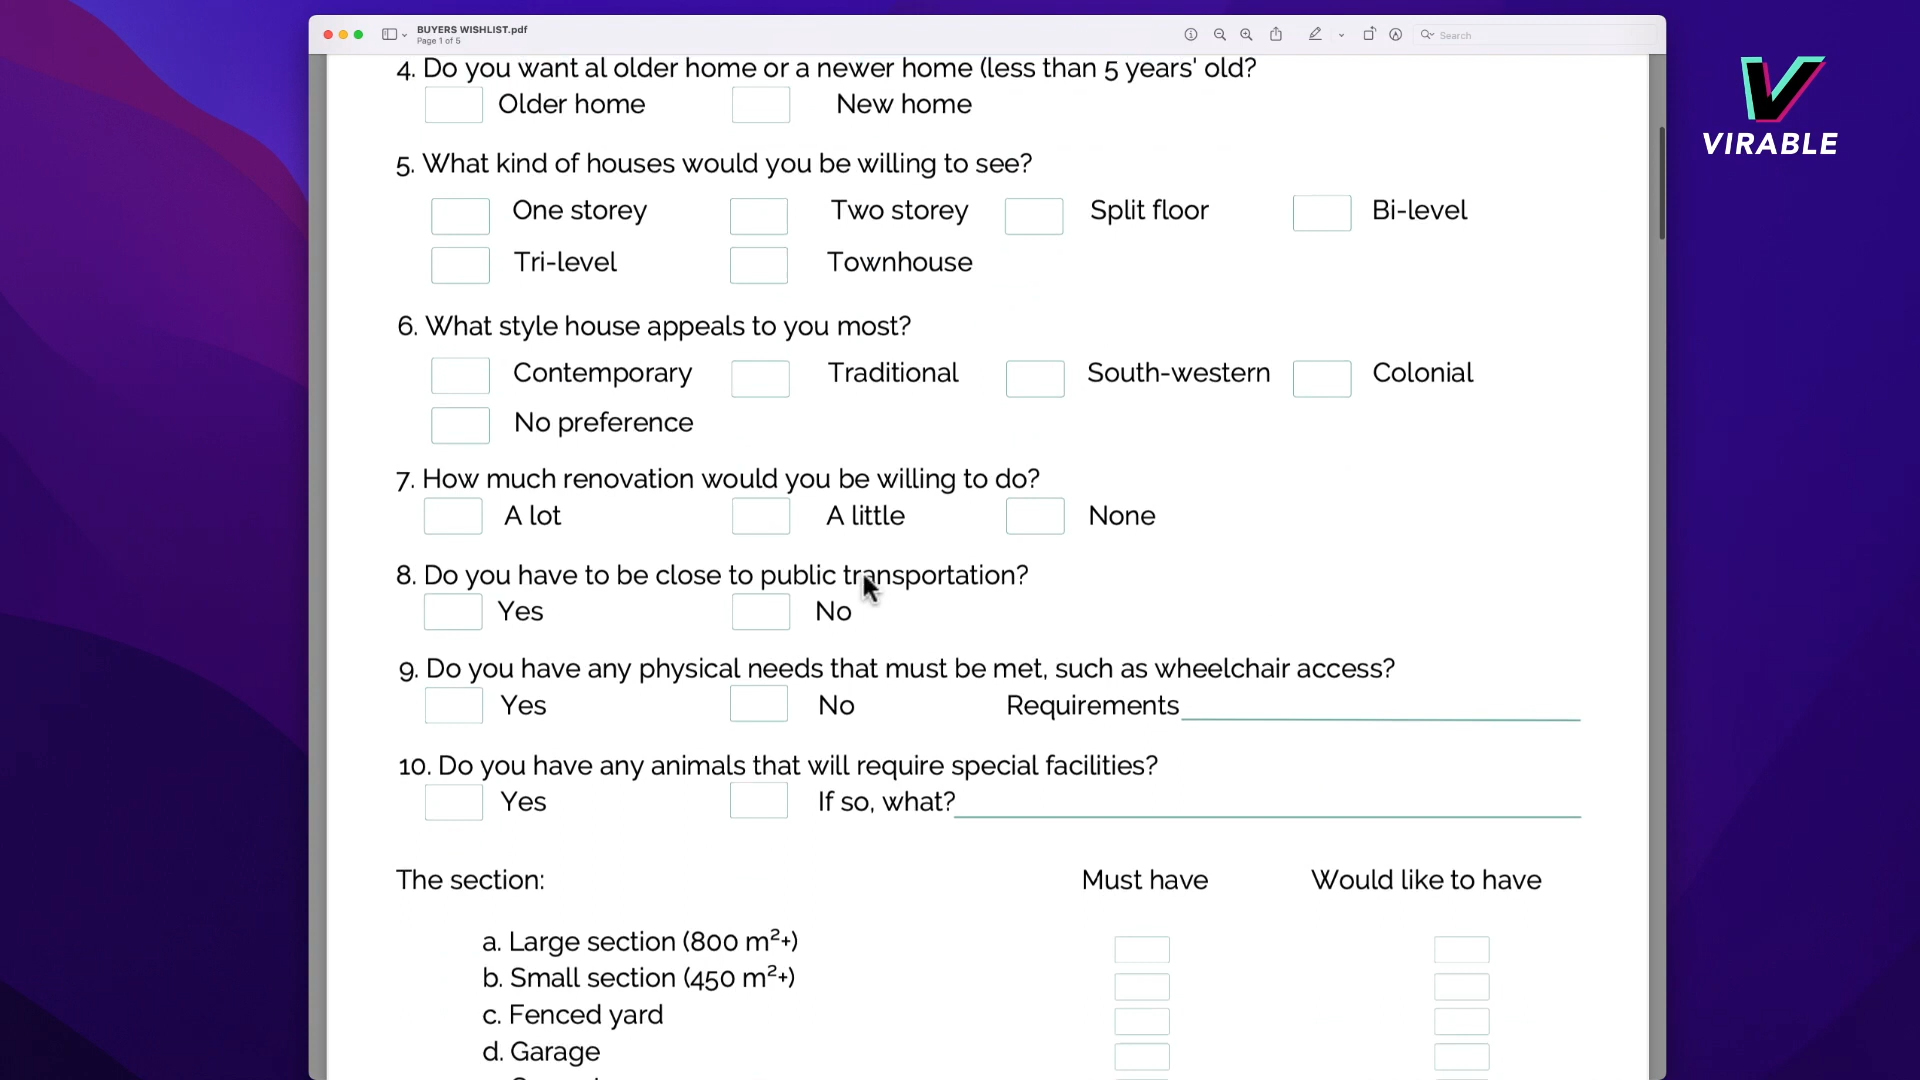 BUYERS WISHLIST.pdf
Page 1 of 5
Search
VIRABLE
4. Do you want al older home or a newer home (less than 5 years' old?
Older home New home
5. What kind of houses would you be willing to see?
One storey Two storey Split floor Bi-level
Tri-level Townhouse
6. What style house appeals to you most?
Contemporary Traditional South-western Colonial
No preference
7. How much renovation would you be willing to do?
A lot A little None
8. Do you have to be close to public transportation?
Yes No
9. Do you have any physical needs that must be met, such as wheelchair access?
Yes No Requirements
10. Do you have any animals that will require special facilities?
Yes If so, what?
The section: Must have Would like to have
a. Large section (800 m²+)
b. Small section (450 m²+)
c. Fenced yard
d. Garage